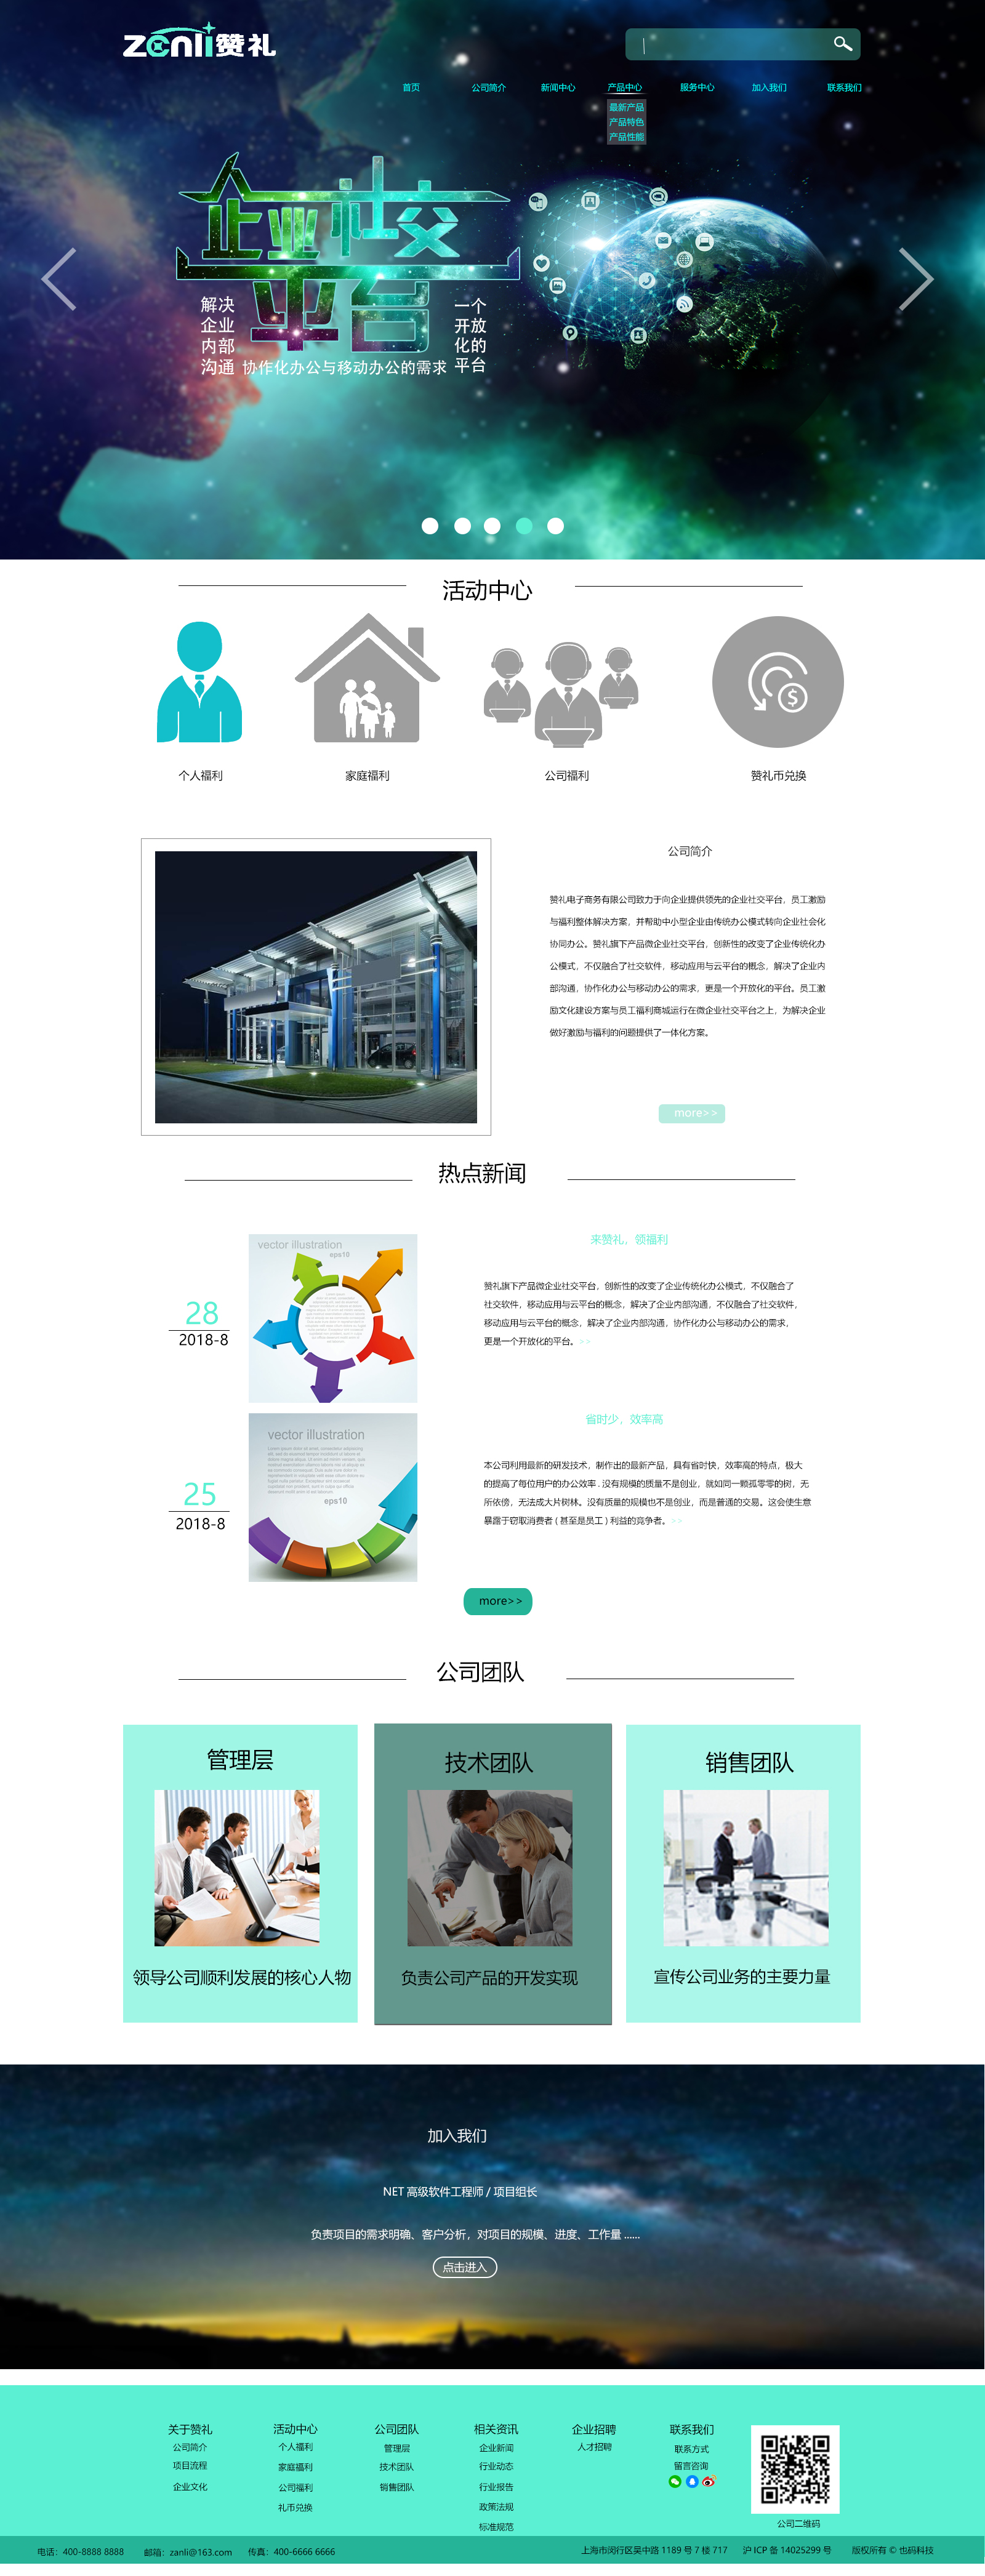 zenli赞礼
首页 公司简介 新闻中心 产品中心 服务中心 加入我们 联系我们
最新产品
产品特色
产品性能
企业社交
平台
解决
企业
内部
沟通
协作化办公与移动办公的需求
一个
开放
化的
平台
活动中心
个人福利 家庭福利 公司福利 赞礼币兑换
公司简介
赞礼电子商务有限公司致力于向企业提供领先的企业社交平台，员工激励
与福利整体解决方案，并帮助中小型企业由传统办公模式转向企业社会化
协同办公。赞礼旗下产品微企业社交平台，创新性的改变了企业传统化办
公模式，不仅融合了社交软件，移动应用与云平台的概念，解决了企业内
部沟通，协作化办公与移动办公的需求，更是一个开放化的平台。员工激
励文化建设方案与员工福利商城运行在微企业社交平台之上，为解决企业
做好激励与福利的问题提供了一体化方案。
more>>
热点新闻
28
2018-8
vector illustration
eps10
来赞礼，领福利
赞礼旗下产品微企业社交平台，创新性的改变了企业传统化办公模式，不仅融合了
社交软件，移动应用与云平台的概念，解决了企业内部沟通，不仅融合了社交软件，
移动应用与云平台的概念，解决了企业内部沟通，协作化办公与移动办公的需求，
更是一个开放化的平台。>>
25
2018-8
vector illustration
eps10
省时少，效率高
本公司利用最新的研发技术，制作出的最新产品，具有省时快，效率高的特点，极大
的提高了每位用户的办公效率 . 没有规模的质量不是创业，就如同一颗孤零零的树，无
所依傍，无法成大片树林。没有质量的规模也不是创业，而是普通的交易。这会使生意
暴露于窃取消费者 ( 甚至是员工 ) 利益的竞争者。>>
more>>
公司团队
管理层 技术团队 销售团队
领导公司顺利发展的核心人物 负责公司产品的开发实现 宣传公司业务的主要力量
加入我们
NET 高级软件工程师 / 项目组长
负责项目的需求明确、客户分析，对项目的规模、进度、工作量 ......
点击进入
关于赞礼
公司简介
项目流程
企业文化
活动中心
个人福利
家庭福利
公司福利
礼币兑换
公司团队
管理层
技术团队
销售团队
相关资讯
企业新闻
行业动态
行业报告
政策法规
标准规范
企业招聘
人才招聘
联系我们
联系方式
留言咨询
公司二维码
电话：400-8888 8888 邮箱：zanli@163.com 传真：400-6666 6666 上海市闵行区吴中路 1189 号 7 楼 717 沪 ICP 备 14025299 号 版权所有 © 也码科技